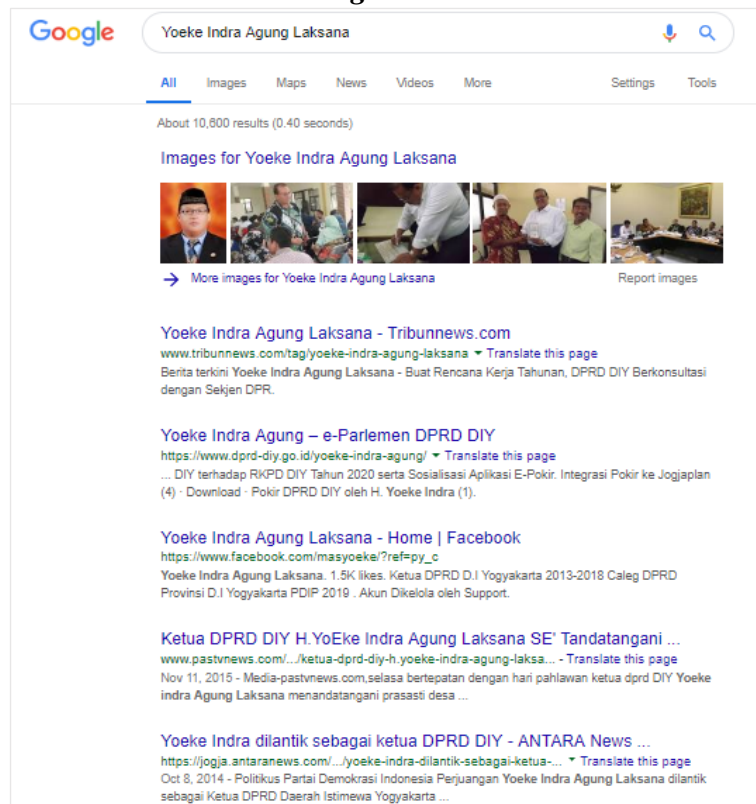 Google
Yoeke Indra Agung Laksana
All Images Maps News Videos More Settings Tools
About 10,600 results (0.40 seconds)
Images for Yoeke Indra Agung Laksana
→ More images for Yoeke Indra Agung Laksana Report images
Yoeke Indra Agung Laksana - Tribunnews.com
www.tribunnews.com/tag/yoeke-indra-agung-laksana ▾ Translate this page
Berita terkini Yoeke Indra Agung Laksana - Buat Rencana Kerja Tahunan, DPRD DIY Berkonsultasi
dengan Sekjen DPR.
Yoeke Indra Agung – e-Parlemen DPRD DIY
https://www.dprd-diy.go.id/yoeke-indra-agung/ ▾ Translate this page
... DIY terhadap RKPD DIY Tahun 2020 serta Sosialisasi Aplikasi E-Pokir. Integrasi Pokir ke Jogjaplan
(4) · Download · Pokir DPRD DIY oleh H. Yoeke Indra (1).
Yoeke Indra Agung Laksana - Home | Facebook
https://www.facebook.com/masyoeke/?ref=py_c
Yoeke Indra Agung Laksana. 1.5K likes. Ketua DPRD D.I Yogyakarta 2013-2018 Caleg DPRD
Provinsi D.I Yogyakarta PDIP 2019 . Akun Dikelola oleh Support.
Ketua DPRD DIY H.YoEke Indra Agung Laksana SE' Tandatangani ...
www.pastvnews.com/.../ketua-dprd-diy-h.yoeke-indra-agung-laksa... - Translate this page
Nov 11, 2015 - Media-pastvnews.com,selasa bertepatan dengan hari pahlawan ketua dprd DIY Yoeke
indra Agung Laksana menandatangani prasasti desa ...
Yoeke Indra dilantik sebagai ketua DPRD DIY - ANTARA News ...
https://jogja.antaranews.com/.../yoeke-indra-dilantik-sebagai-ketua-... ▾ Translate this page
Oct 8, 2014 - Politikus Partai Demokrasi Indonesia Perjuangan Yoeke Indra Agung Laksana dilantik
sebagai Ketua DPRD Daerah Istimewa Yogyakarta ...